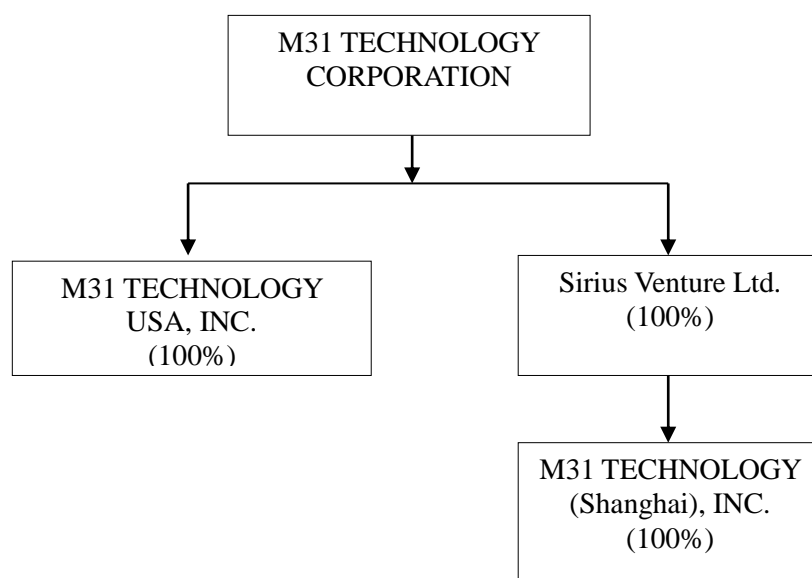 M31 TECHNOLOGY
CORPORATION
M31 TECHNOLOGY
USA, INC.
(100%)
Sirius Venture Ltd.
(100%)
M31 TECHNOLOGY
(Shanghai), INC.
(100%)